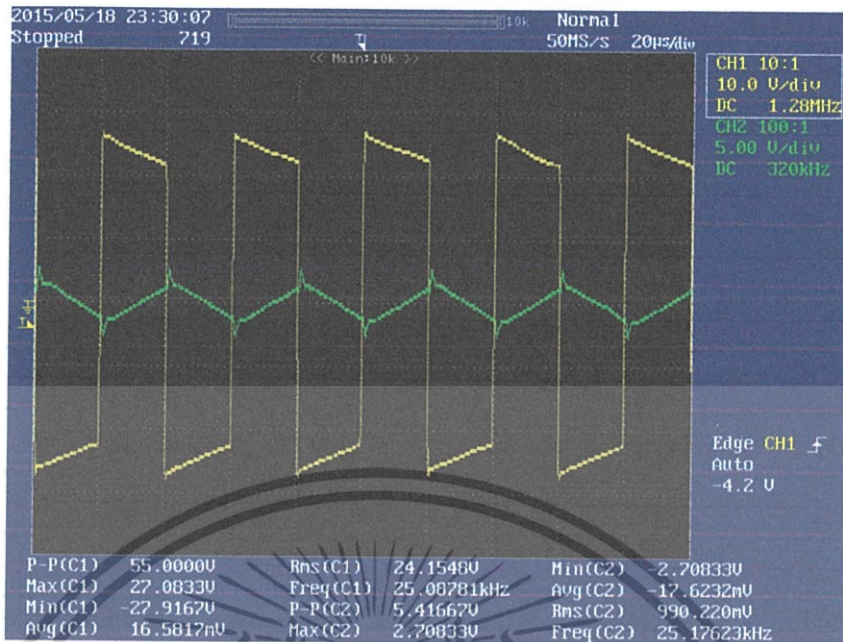 2015/05/18 23:30:07 10k Normal
Stopped 719 50MS/s 20µs/div
<< Main:10k >>
CH1 10:1
10.0 V/div
DC 1.28MHz
CH2 100:1
5.00 V/div
DC 320kHz
Edge CH1
Auto
-4.2 V
P-P(C1) 55.0000V Rms(C1) 24.1548V Min(C2) -2.70833V
Max(C1) 27.0833V Freq(C1) 25.08781kHz Avg(C2) -17.6232mV
Min(C1) -27.9167V P-P(C2) 5.41667V Rms(C2) 990.220mV
Avg(C1) 16.5817mV Max(C2) 2.70833V Freq(C2) 25.17623kHz